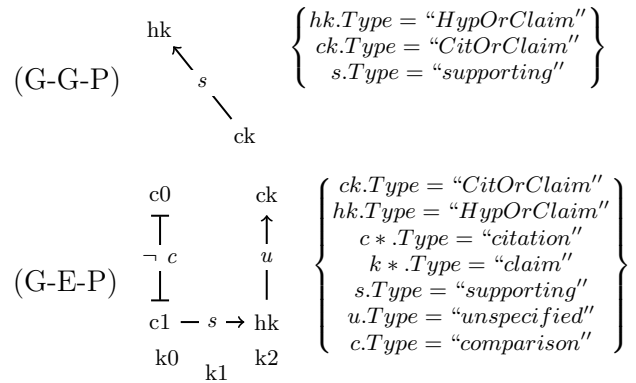 hk
(G-G-P)
s
ck
{hk.Type = “HypOrClaim″
ck.Type = “CitOrClaim″
s.Type = “supporting″}
c0 ck
¬ c u
(G-E-P)
c1 s hk
k0 k1 k2
{ck.Type = “CitOrClaim″
hk.Type = “HypOrClaim″
c ∗ .Type = “citation″
k ∗ .Type = “claim″
s.Type = “supporting″
u.Type = “unspecified″
c.Type = “comparison″}